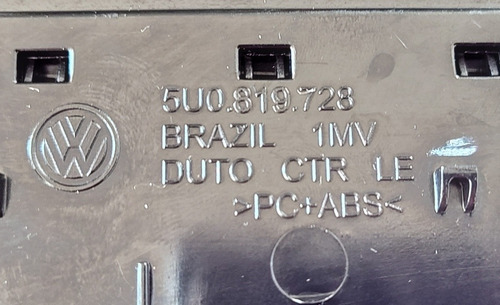 5U0.819.728
BRAZIL 1MV
DUTO CTR LE
>PC+ABS<